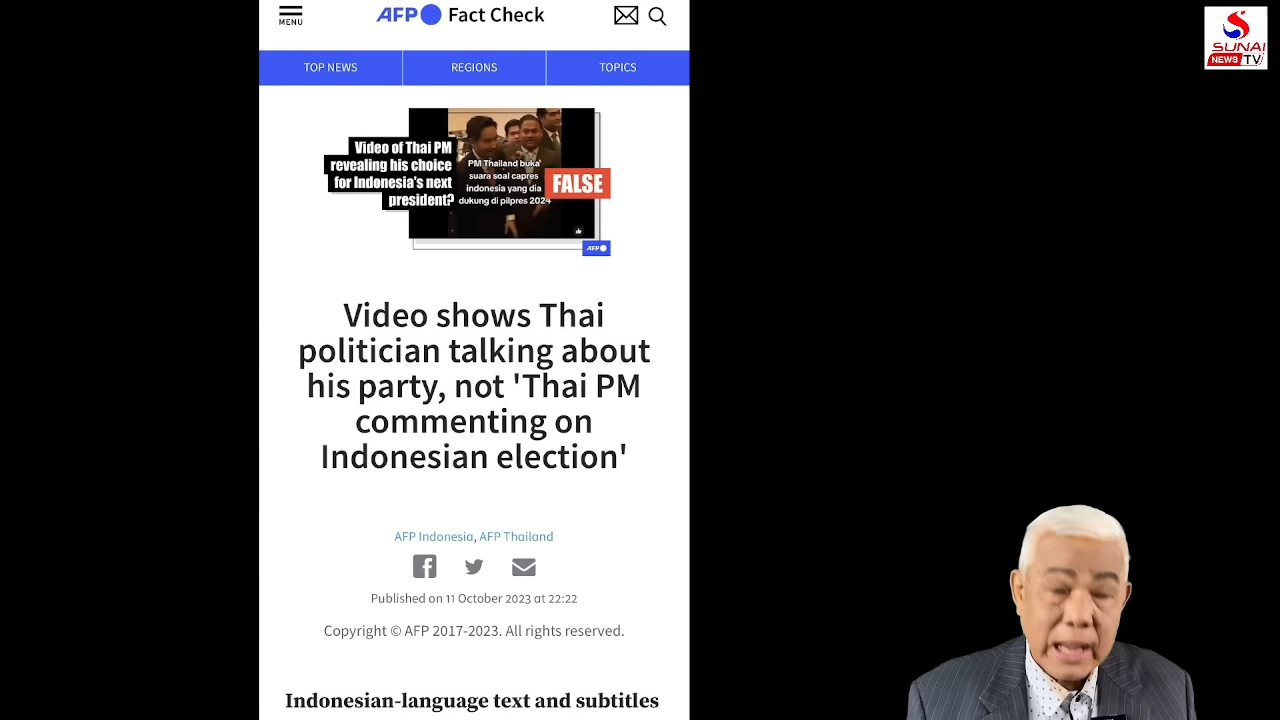 MENU
AFP Fact Check
TOP NEWS
REGIONS
TOPICS
SUNAI
NEWS TV
Video of Thai PM
revealing his choice
for Indonesia's next
president?
PM Thailand buka'
suara soal capres
indonesia yang dia
dukung di pilpres 2024
FALSE
AFP
Video shows Thai
politician talking about
his party, not 'Thai PM
commenting on
Indonesian election'
AFP Indonesia, AFP Thailand
Published on 11 October 2023 at 22:22
Copyright © AFP 2017-2023. All rights reserved.
Indonesian-language text and subtitles